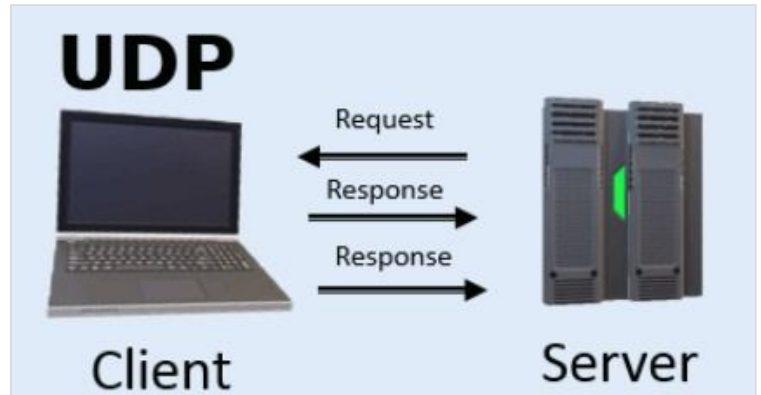 UDP
Request
Response
Response
Client
Server